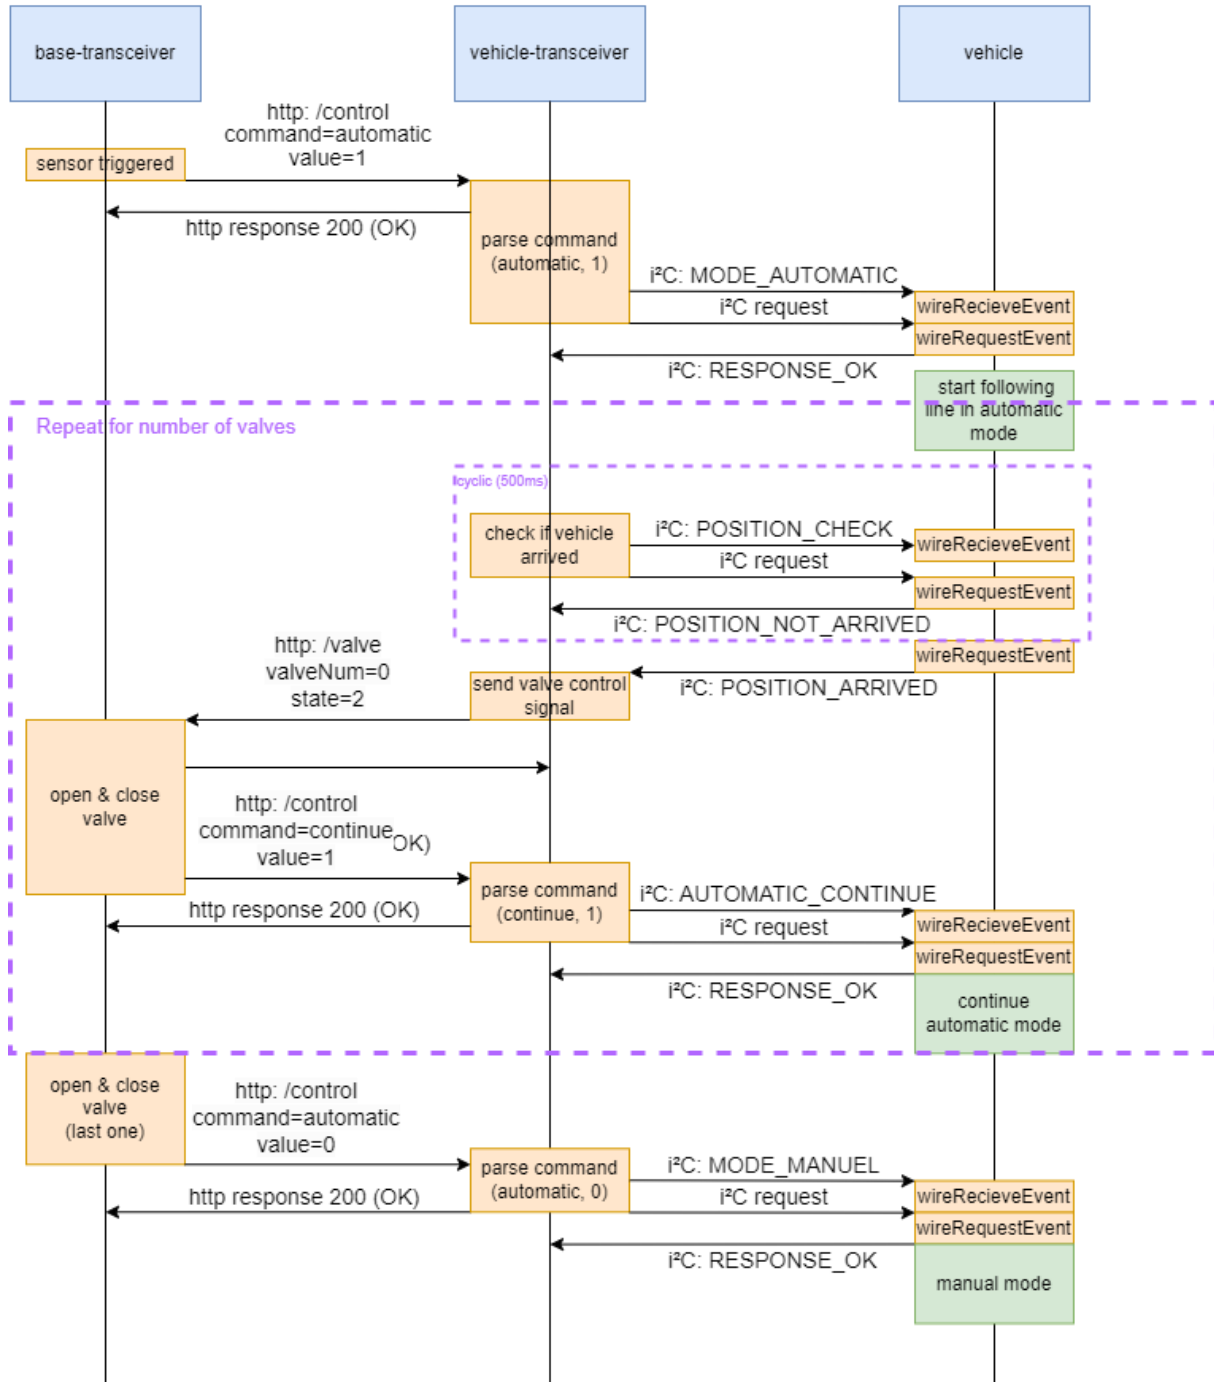 base-transceiver
vehicle-transceiver
vehicle
http: /control
command=automatic
value=1
sensor triggered
http response 200 (OK)
parse command
(automatic, 1)
i²C: MODE_AUTOMATIC
i²C request
wireRecieveEvent
wireRequestEvent
i²C: RESPONSE_OK
start following
line in automatic
mode
Repeat for number of valves
cyclic (500ms)
check if vehicle
arrived
i²C: POSITION_CHECK
i²C request
wireRecieveEvent
wireRequestEvent
i²C: POSITION_NOT_ARRIVED
http: /valve
valveNum=0
state=2
wireRequestEvent
send valve control
signal
i²C: POSITION_ARRIVED
open & close
valve
http: /control
command=continue
OK)
value=1
parse command
(continue, 1)
http response 200 (OK)
i²C: AUTOMATIC_CONTINUE
i²C request
wireRecieveEvent
wireRequestEvent
i²C: RESPONSE_OK
continue
automatic mode
open & close
valve
(last one)
http: /control
command=automatic
value=0
parse command
(automatic, 0)
http response 200 (OK)
i²C: MODE_MANUEL
i²C request
wireRecieveEvent
wireRequestEvent
i²C: RESPONSE_OK
manual mode